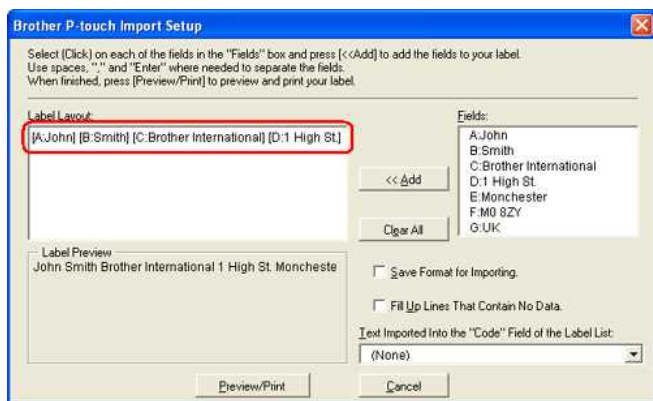 Brother P-touch Import Setup
Select (Click) on each of the fields in the "Fields" box and press [<<Add] to add the fields to your label.
Use spaces, "," and "Enter" where needed to separate the fields.
When finished, press [Preview/Print] to preview and print your label.
Label Layout:
[A:John] [B:Smith] [C:Brother International] [D:1 High St.]
Fields:
A:John
B:Smith
C:Brother International
D:1 High St.
E:Monchester
F:M0 8ZY
G:UK
<< Add
Clear All
Label Preview
John Smith Brother International 1 High St. Moncheste
Save Format for Importing.
Fill Up Lines That Contain No Data.
Text Imported Into the "Code" Field of the Label List:
(None)
Preview/Print
Cancel